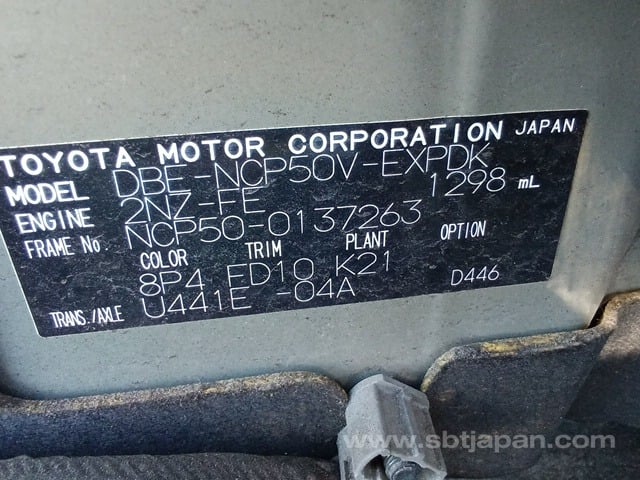 TOYOTA MOTOR CORPORATION JAPAN
MODEL DBE-NCP50V-EXPDK
ENGINE 2NZ-FE 1298 mL
FRAME No NCP50-0137263
COLOR TRIM PLANT OPTION
8P4 ED10 K21
TRANS./AXLE U441E -04A D446
www.sbtjapan.com